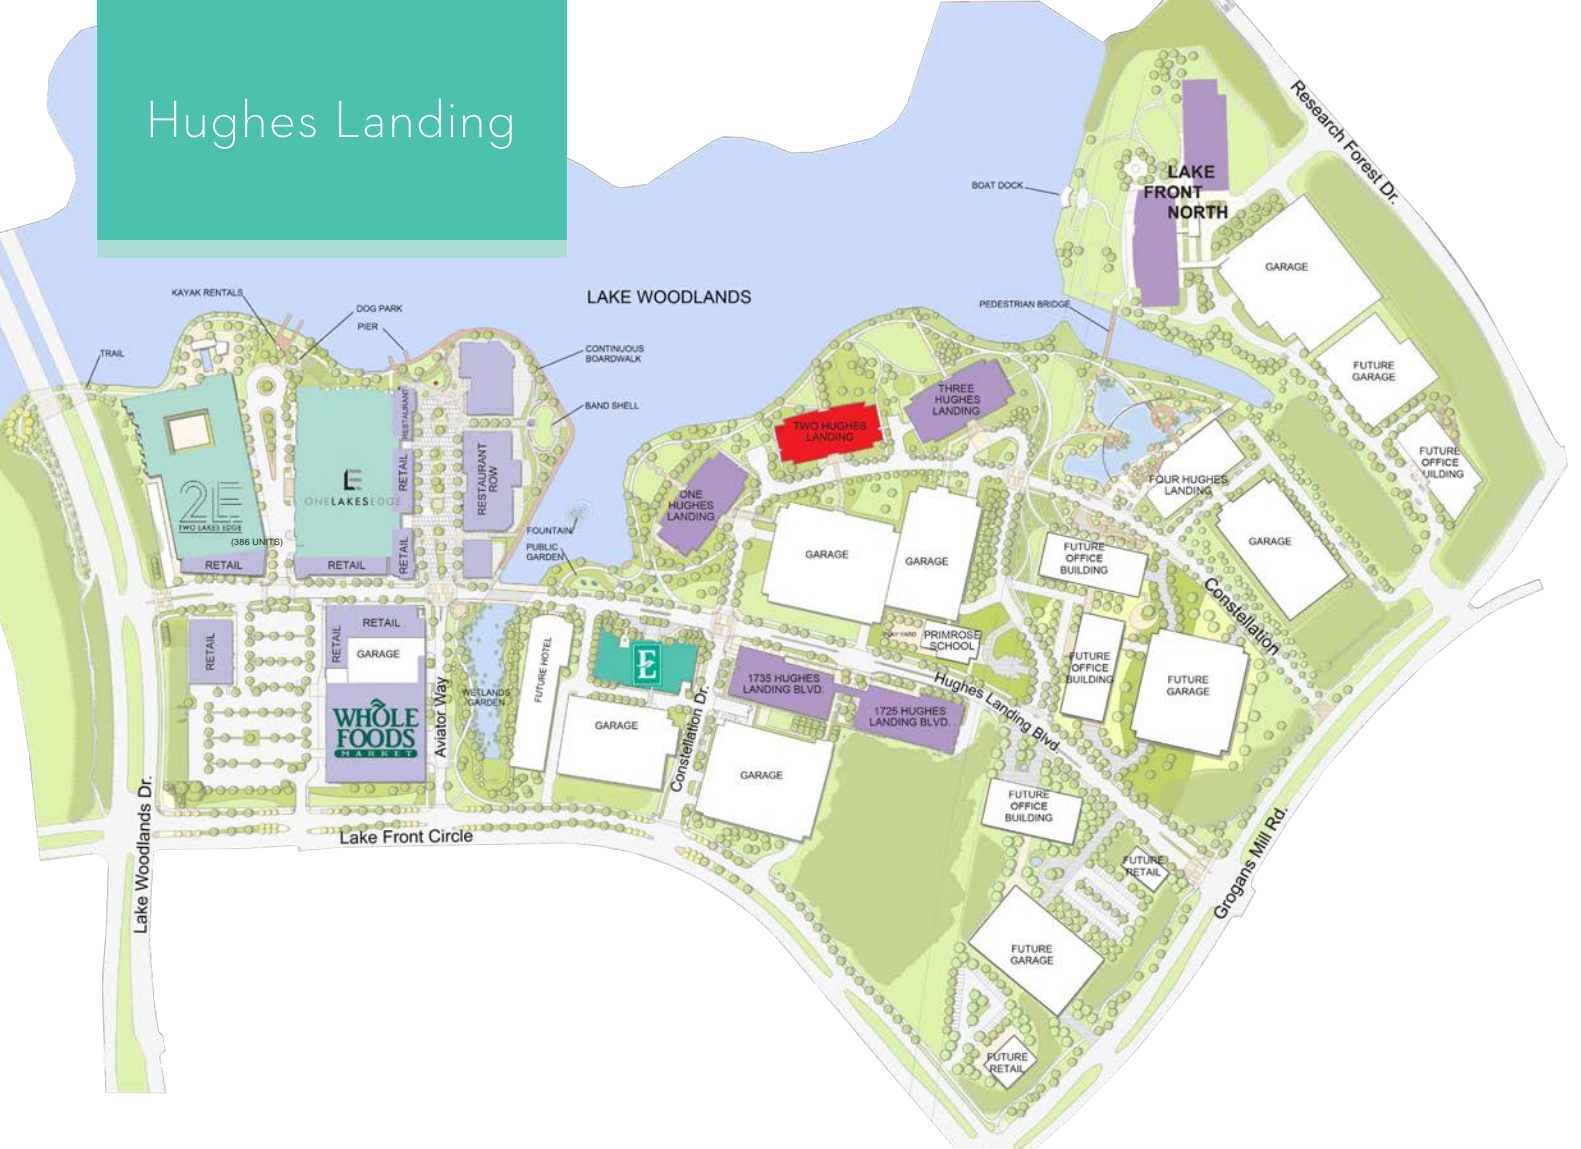 Hughes Landing
LAKE WOODLANDS
Research Forest Dr.
BOAT DOCK
LAKE
FRONT
NORTH
GARAGE
FUTURE
GARAGE
FUTURE
OFFICE
PEDESTRIAN BRIDGE
KAYAK RENTALS
DOG PARK
PIER
TRAIL
CONTINUOUS
BOARDWALK
BAND SHELL
RESTAURANT
RETAIL
RETAIL
RESTAURANT
ROW
2LE
TWO LAKES EDGE
(386 UNITS)
RETAIL
LE
ONELAKESEDGE
RETAIL
FOUNTAIN
PUBLIC
GARDEN
ONE
HUGHES
LANDING
TWO HUGHES
LANDING
THREE
HUGHES
LANDING
FOUR HUGHES
LANDING
GARAGE
GARAGE
GARAGE
FUTURE
OFFICE
BUILDING
Constellation
PLAY YARD
PRIMROSE
SCHOOL
FUTURE
OFFICE
BUILDING
FUTURE
GARAGE
RETAIL
RETAIL
RETAIL
GARAGE
WHOLE
FOODS
MARKET
Aviator Way
WETLANDS
GARDEN
FUTURE HOTEL
E
GARAGE
Constellation Dr.
1735 HUGHES
LANDING BLVD.
1725 HUGHES
LANDING BLVD.
Hughes Landing Blvd.
GARAGE
FUTURE
OFFICE
BUILDING
FUTURE
RETAIL
FUTURE
GARAGE
FUTURE
RETAIL
Lake Woodlands Dr.
Lake Front Circle
Grogans Mill Rd.